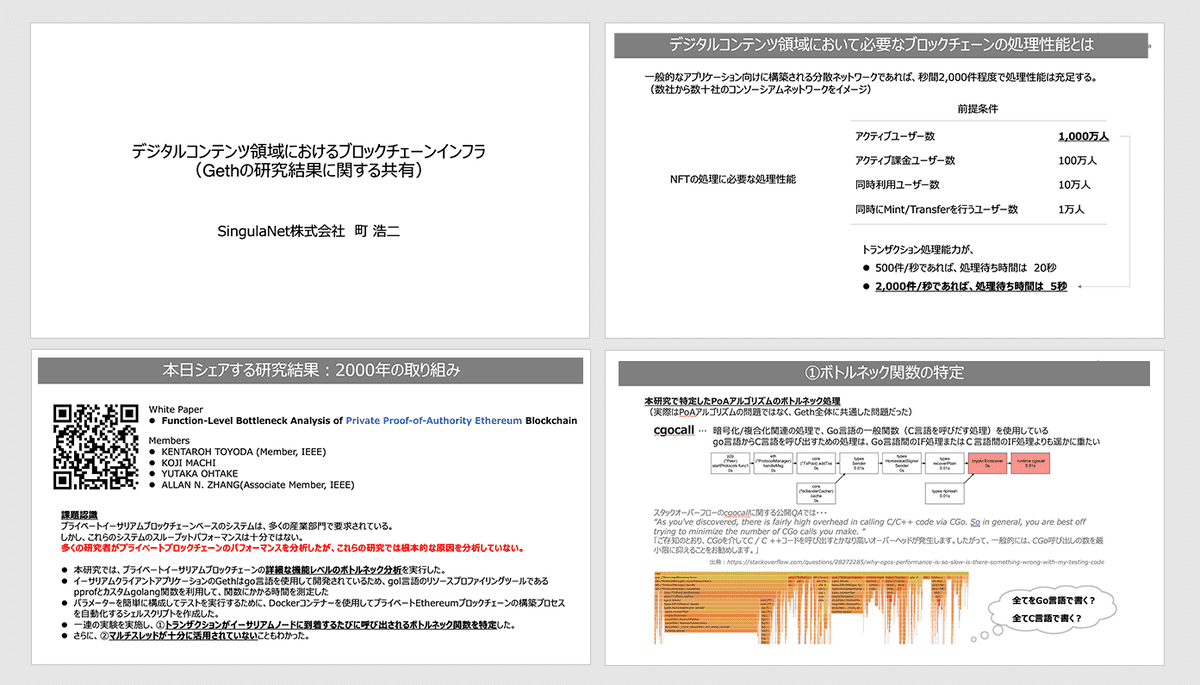 デジタルコンテンツ領域におけるブロックチェーンインフラ
（Gethの研究結果に関する共有）
SingulaNet株式会社 町 浩二
デジタルコンテンツ領域において必要なブロックチェーンの処理性能とは
一般的なアプリケーション向けに構築される分散ネットワークであれば、秒間2,000件程度で処理性能は充足する。
（数社から数十社のコンソーシアムネットワークをイメージ）
前提条件
NFTの処理に必要な処理性能
アクティブユーザー数 1,000万人
アクティブ課金ユーザー数 100万人
同時利用ユーザー数 10万人
同時にMint/Transferを行うユーザー数 1万人
トランザクション処理能力が、
● 500件/秒であれば、処理待ち時間は 20秒
● 2,000件/秒であれば、処理待ち時間は 5秒
本日シェアする研究結果：2000年の取り組み
White Paper
● Function-Level Bottleneck Analysis of Private Proof-of-Authority Ethereum Blockchain
Members
● KENTAROH TOYODA (Member, IEEE)
● KOJI MACHI
● YUTAKA OHTAKE
● ALLAN N. ZHANG(Associate Member, IEEE)
課題認識
プライベートイーサリアムブロックチェーンベースのシステムは、多くの産業部門で要求されている。
しかし、これらのシステムのスループットパフォーマンスは十分ではない。
多くの研究者がプライベートブロックチェーンのパフォーマンスを分析したが、これらの研究では根本的な原因を分析していない。
● 本研究では、プライベートイーサリアムブロックチェーンの詳細な機能レベルのボトルネック分析を実行した。
● イーサリアムクライアントアプリケーションのGethはgo言語を使用して開発されているため、gol言語のリソースプロファイリングツールである
pprofとカスタムgolang関数を利用して、関数にかかる時間を測定した
● パラメーターを簡単に構成してテストを実行するために、Dockerコンテナーを使用してプライベートEthereumブロックチェーンの構築プロセス
を自動化するシェルスクリプトを作成した。
● 一連の実験を実施し、①トランザクションがイーサリアムノードに到着するたびに呼び出されるボトルネック関数を特定した。
● さらに、②マルチスレッドが十分に活用されていないこともわかった。
①ボトルネック関数の特定
本研究で特定したPoAアルゴリズムのボトルネック処理
（実際はPoAアルゴリズムの問題ではなく、Geth全体に共通した問題だった）
cgocall … 暗号化/複合化関連の処理で、Go言語の一般関数（C言語を呼びだす処理）を使用している
go言語からC言語を呼び出すための処理は、Go言語間のIF処理またはＣ言語間のIF処理よりも遥かに重たい
p2p (*Peer) startProtocols func1 0s
eth (*ProtocolManager) handleMsg 0s
core (*TxPool) addTxs 0s
types Sender 0.01s
types HomesteadSigner Sender 0s
types recoverPlain 0.01s
crypto Ecrecover 0s
runtime cgocall
core (*txSenderCacher) cache 0s
types rlpHash 0.01s
スタックオーバーフローのcgocallに関する公開QAでは・・・
“As you've discovered, there is fairly high overhead in calling C/C++ code via CGo. So in general, you are best off
trying to minimize the number of CGo calls you make. “
「ご存知のとおり、CGoを介してC / C ++コードを呼び出すとかなり高いオーバーヘッドが発生します。したがって、一般的には、CGo呼び出しの数を最
小限に抑えることをお勧めします。」
出典：https://stackoverflow.com/questions/28272285/why-cgos-performance-is-so-slow-is-there-something-wrong-with-my-testing-code
全てをGo言語で書く？
全てC言語で書く？